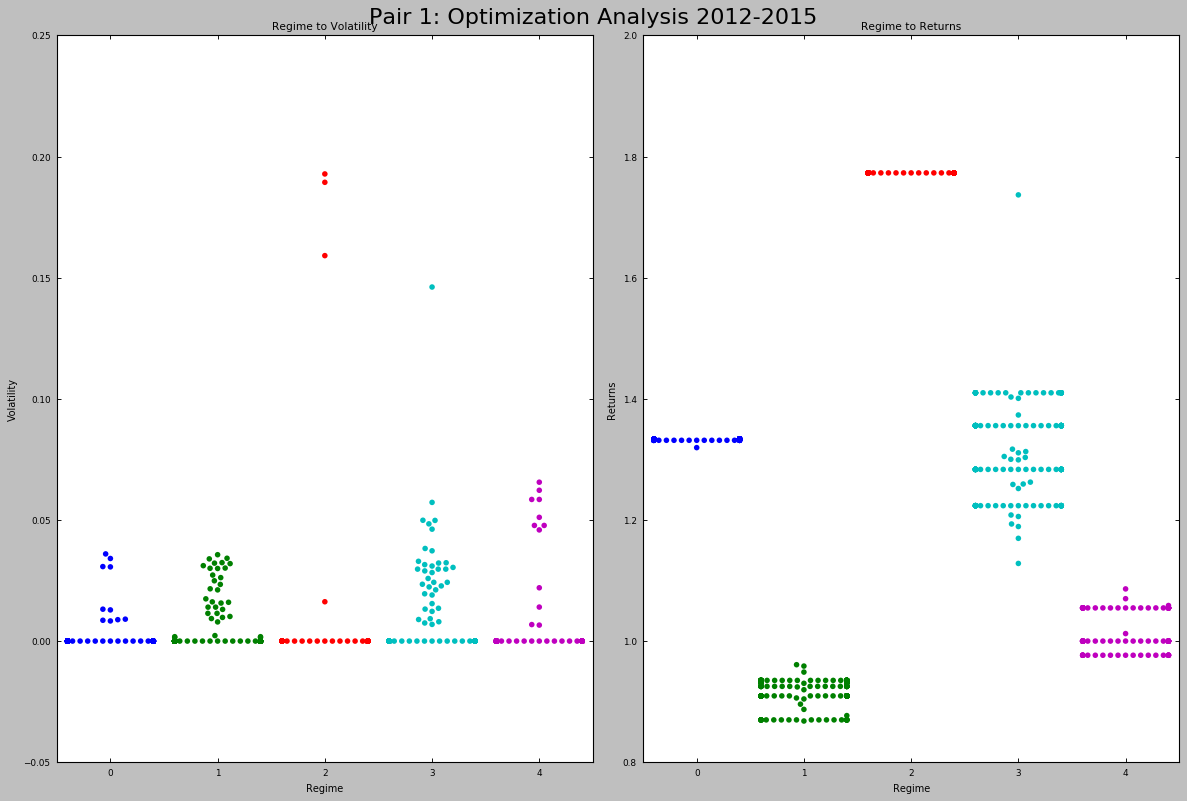 Pair 1: Optimization Analysis 2012-2015
Regime to Volatility
0.25
0.20
0.15
0.10
0.05
0.00
−0.05
Volatility
0 1 2 3 4
Regime
Regime to Returns
2.0
1.8
1.6
1.4
1.2
1.0
0.8
Returns
0 1 2 3 4
Regime